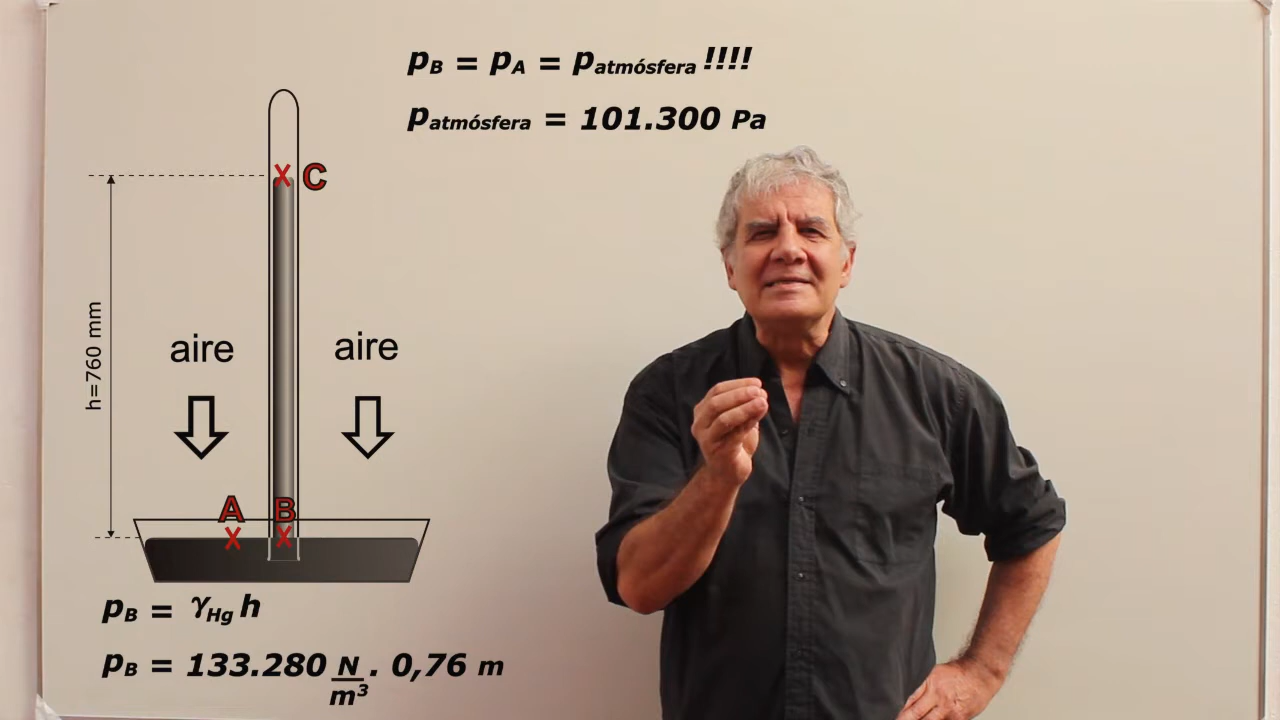 pB = pA = patmósfera !!!!
patmósfera = 101.300 Pa
C
h=760 mm
aire
aire
A
B
pB = γHg h
pB = 133.280 N/m³ . 0,76 m